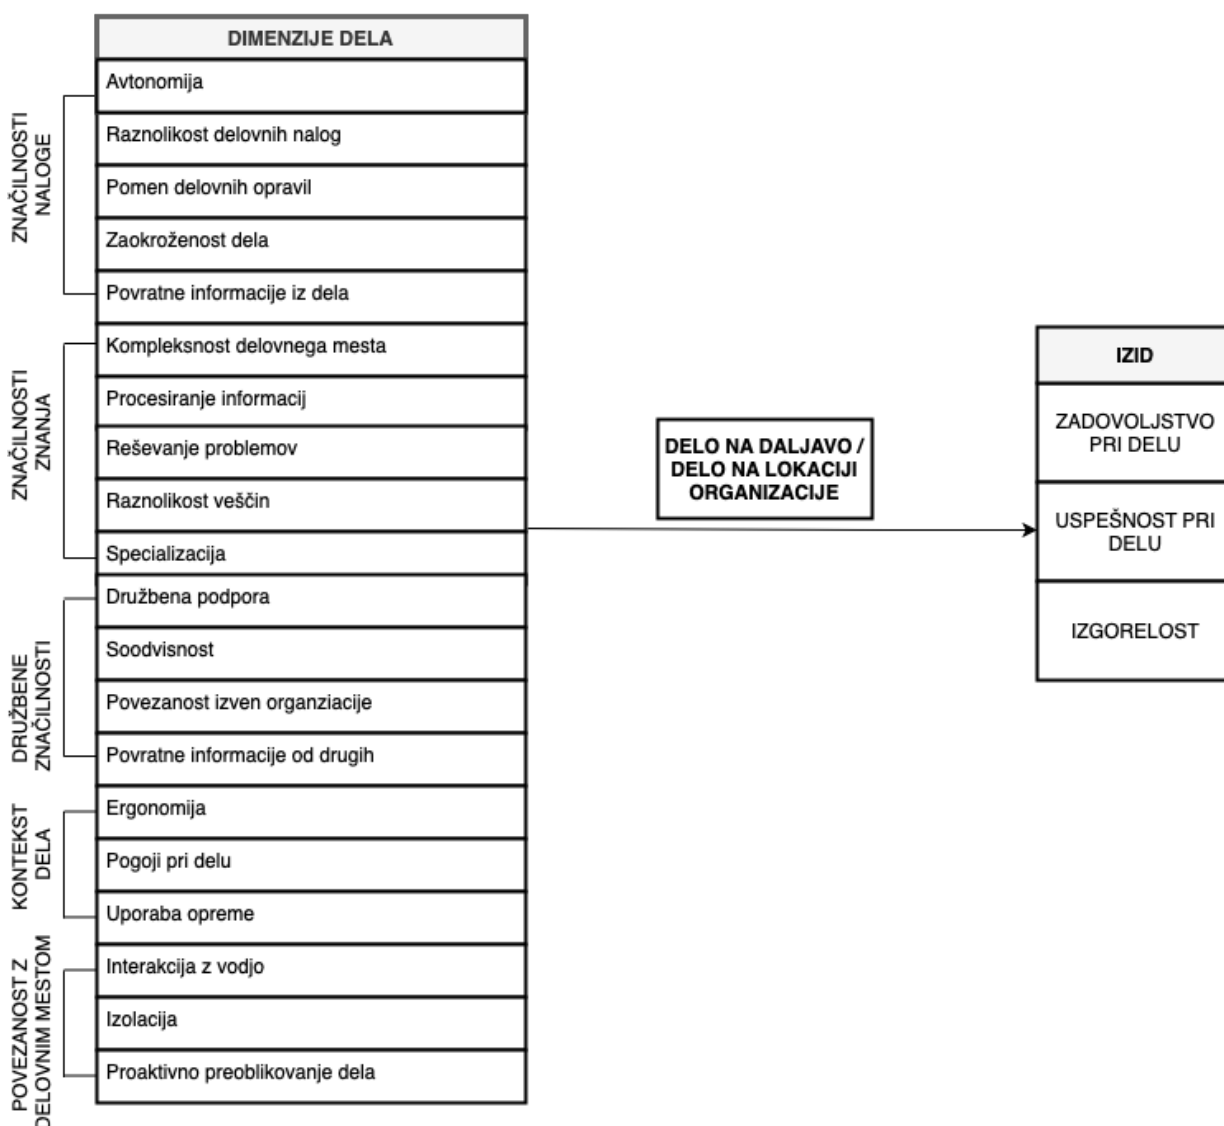 DIMENZIJE DELA
ZNAČILNOSTI
NALOGE
Avtonomija
Raznolikost delovnih nalog
Pomen delovnih opravil
Zaokroženost dela
Povratne informacije iz dela
ZNAČILNOSTI
ZNANJA
Kompleksnost delovnega mesta
Procesiranje informacij
Reševanje problemov
Raznolikost veščin
Specializacija
DRUŽBENE
ZNAČILNOSTI
Družbena podpora
Soodvisnost
Povezanost izven organziacije
Povratne informacije od drugih
KONTEKST
DELA
Ergonomija
Pogoji pri delu
Uporaba opreme
POVEZANOST Z
DELOVNIM MESTOM
Interakcija z vodjo
Izolacija
Proaktivno preoblikovanje dela
DELO NA DALJAVO /
DELO NA LOKACIJI
ORGANIZACIJE
IZID
ZADOVOLJSTVO
PRI DELU
USPEŠNOST PRI
DELU
IZGORELOST